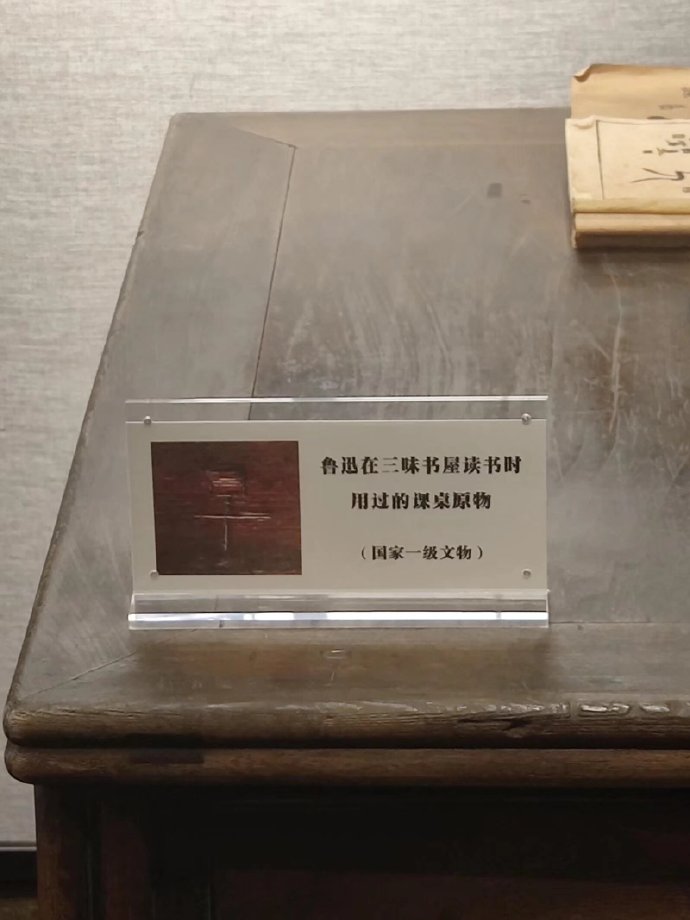 早
鲁迅在三味书屋读书时
用过的课桌原物
（国家一级文物）